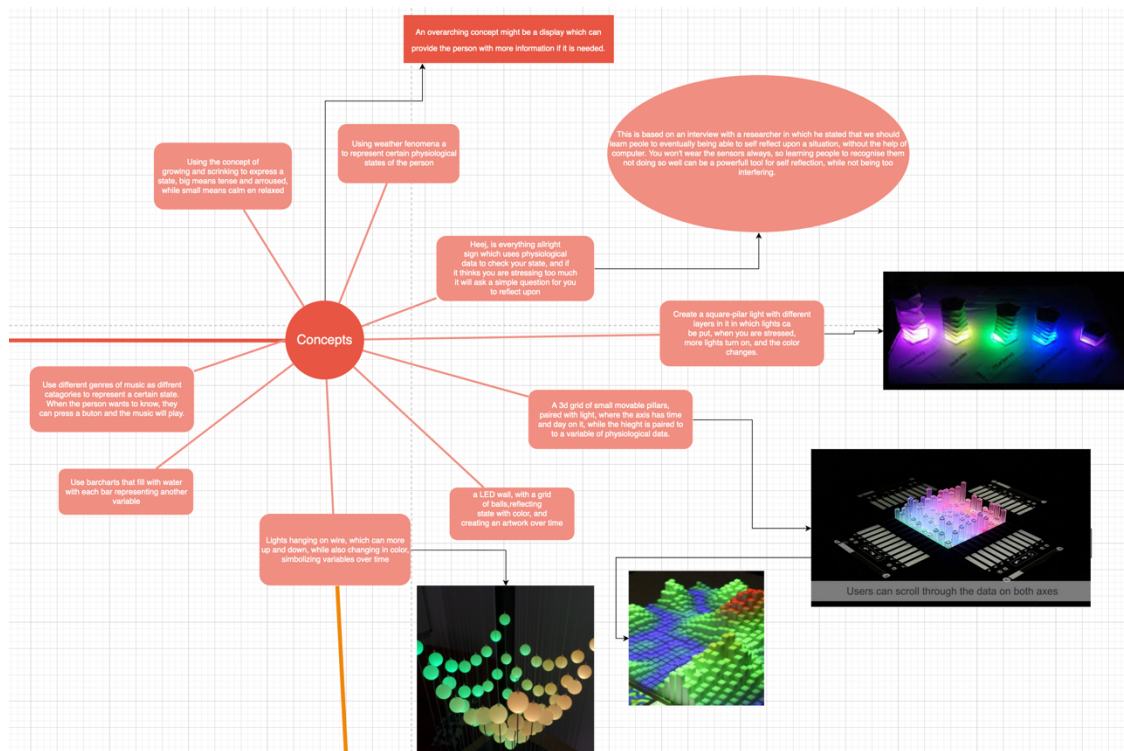 An overarching concept might be a display which can
provide the person with more information if it is needed.
Using the concept of
growing and scrinking to express a
state, big means tense and arroused,
while small means calm en relaxed
Using weather fenomena a
to represent certain physiological
states of the person
This is based on an interview with a researcher in which he stated that we should
learn peole to eventually being able to self reflect upon a situation, without the help of
computer. You won't wear the sensors always, so learning people to recognise them
not doing so well can be a powerfull tool for self reflection, while not being too
interfering.
Heej, is everything allright
sign which uses physiological
data to check your state, and if
it thinks you are stressing too much
it will ask a simple question for you
to reflect upon
Create a square-pilar light with different
layers in it in which lights ca
be put, when you are stressed,
more lights turn on, and the color
changes.
Concepts
Use different genres of music as diffrent
catagories to represent a certain state.
When the person wants to know, they
can press a buton and the music will play.
A 3d grid of small movable pillars,
paired with light, where the axis has time
and day on it, while the hieght is paired to
to a variable of physiological data.
Use barcharts that fill with water
with each bar representing another
variable
a LED wall, with a grid
of balls,reflecting
state with color, and
creating an artwork over time
Lights hanging on wire, which can more
up and down, while also changing in color,
simbolizing variables over time
Users can scroll through the data on both axes